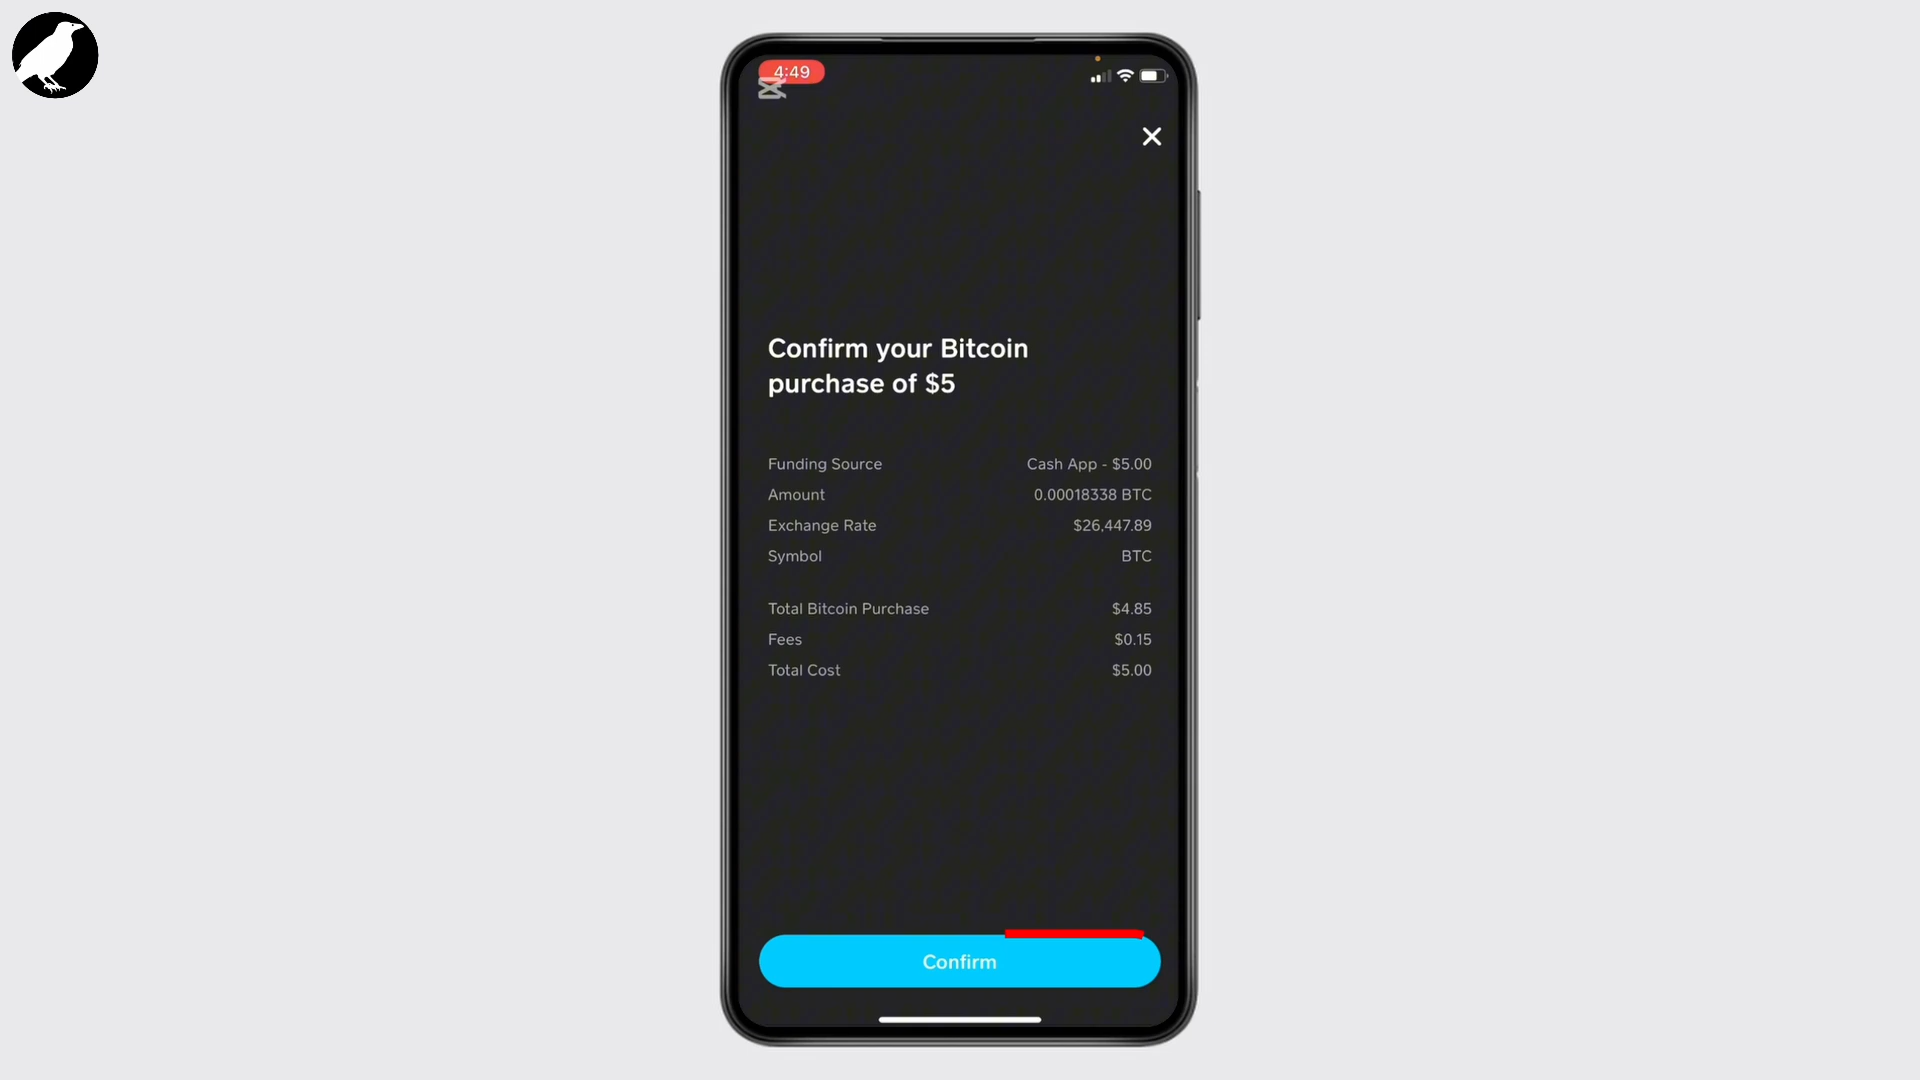 4:49
Confirm your Bitcoin
purchase of $5
Funding Source Cash App - $5.00
Amount 0.00018338 BTC
Exchange Rate $26,447.89
Symbol BTC
Total Bitcoin Purchase $4.85
Fees $0.15
Total Cost $5.00
Confirm